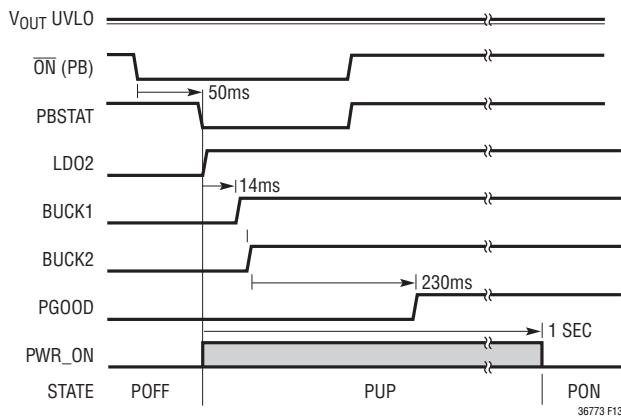 VOUT UVLO
ON (PB)
50ms
PBSTAT
LDO2
14ms
BUCK1
BUCK2
230ms
PGOOD
1 SEC
PWR_ON
STATE POFF PUP PON
36773 F13